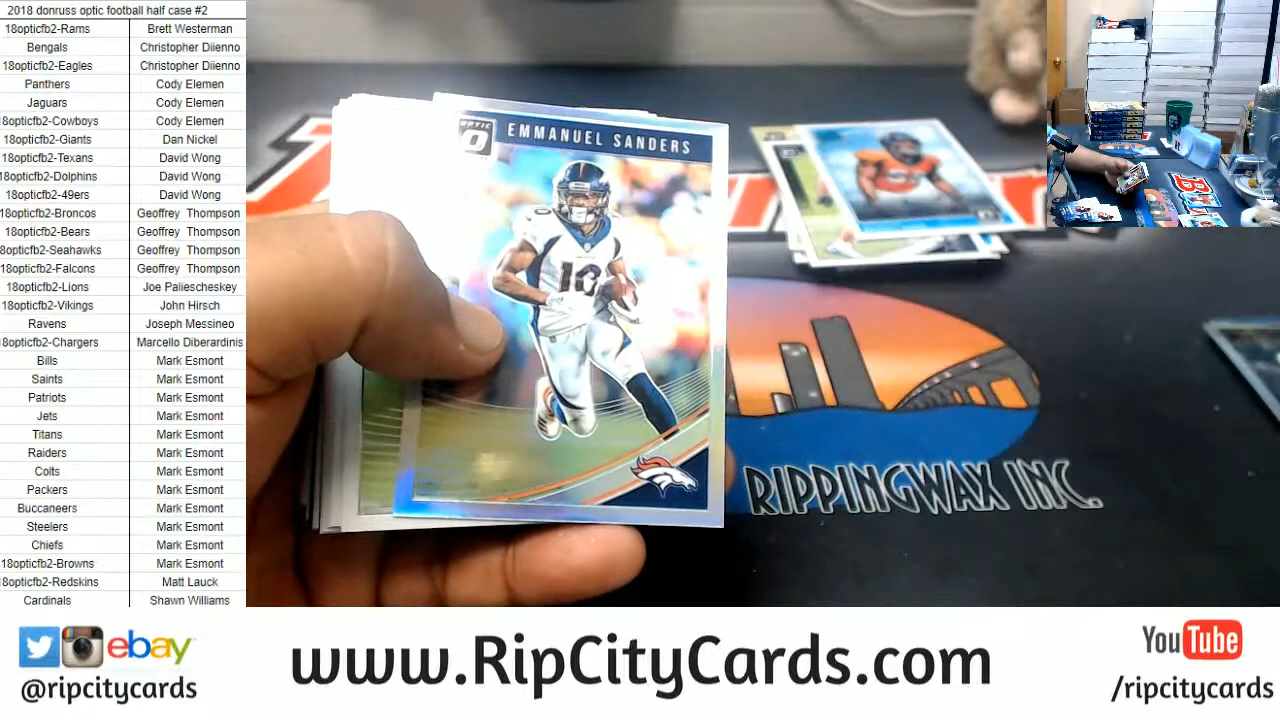 2018 donruss optic football half case #2
18opticfb2-Rams Brett Westerman
Bengals Christopher Diienno
18opticfb2-Eagles Christopher Diienno
Panthers Cody Elemen
Jaguars Cody Elemen
18opticfb2-Cowboys Cody Elemen
18opticfb2-Giants Dan Nickel
18opticfb2-Texans David Wong
18opticfb2-Dolphins David Wong
18opticfb2-49ers David Wong
18opticfb2-Broncos Geoffrey Thompson
18opticfb2-Bears Geoffrey Thompson
8opticfb2-Seahawks Geoffrey Thompson
18opticfb2-Falcons Geoffrey Thompson
18opticfb2-Lions Joe Paliescheskey
18opticfb2-Vikings John Hirsch
Ravens Joseph Messineo
8opticfb2-Chargers Marcello Diberardinis
Bills Mark Esmont
Saints Mark Esmont
Patriots Mark Esmont
Jets Mark Esmont
Titans Mark Esmont
Raiders Mark Esmont
Colts Mark Esmont
Packers Mark Esmont
Buccaneers Mark Esmont
Steelers Mark Esmont
Chiefs Mark Esmont
18opticfb2-Browns Mark Esmont
8opticfb2-Redskins Matt Lauck
Cardinals Shawn Williams
OPTIC
EMMANUEL SANDERS
10
RIPPINGWAX INC.
ebay
@ripcitycards
www.RipCityCards.com
YouTube
/ripcitycards